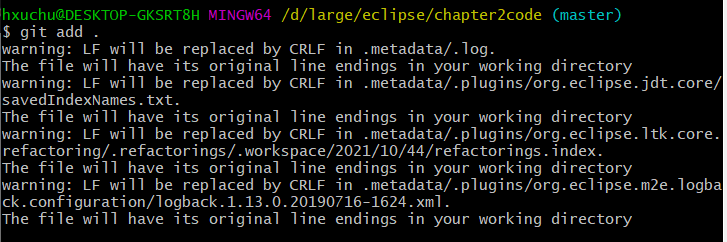 hxuchu@DESKTOP-GKSRT8H MINGW64 /d/large/eclipse/chapter2code (master)
$ git add .
warning: LF will be replaced by CRLF in .metadata/.log.
The file will have its original line endings in your working directory
warning: LF will be replaced by CRLF in .metadata/.plugins/org.eclipse.jdt.core/
savedIndexNames.txt.
The file will have its original line endings in your working directory
warning: LF will be replaced by CRLF in .metadata/.plugins/org.eclipse.ltk.core.
refactoring/.refactorings/.workspace/2021/10/44/refactorings.index.
The file will have its original line endings in your working directory
warning: LF will be replaced by CRLF in .metadata/.plugins/org.eclipse.m2e.logba
ck.configuration/logback.1.13.0.20190716-1624.xml.
The file will have its original line endings in your working directory